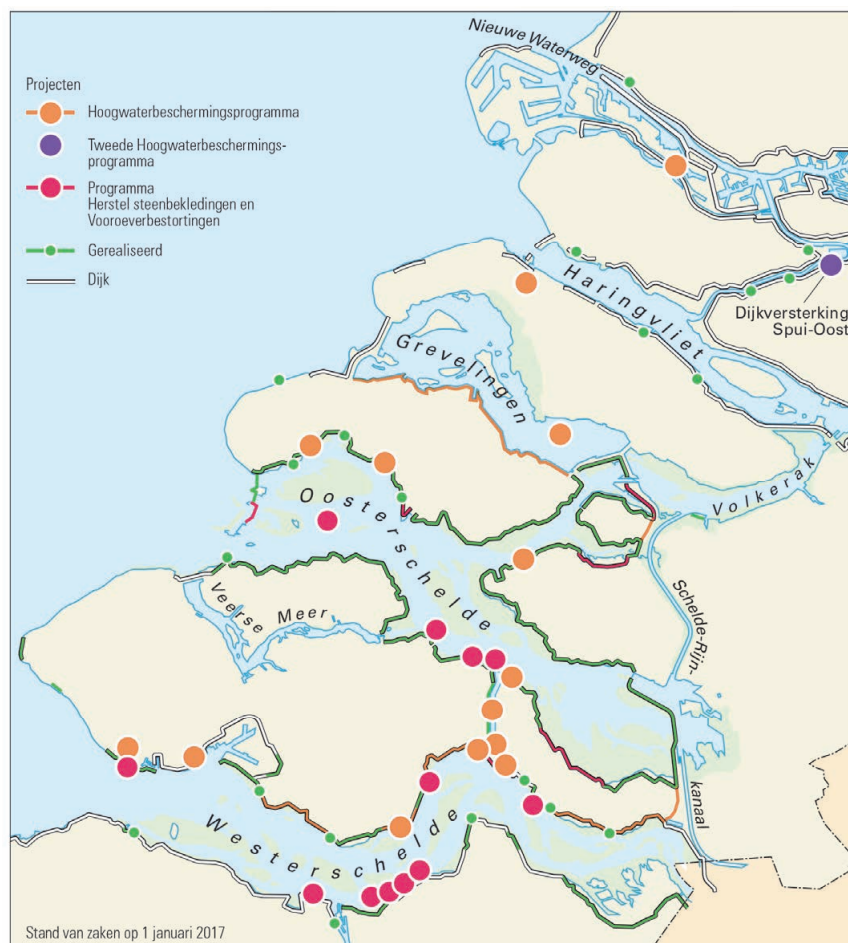 Nieuwe Waterweg
Projecten
Hoogwaterbeschermingsprogramma
Tweede Hoogwaterbeschermings-
programma
Programma
Herstel steenbekledingen en
Vooroeverbestortingen
Gerealiseerd
Dijk
Haringvliet
Dijkversterking
Spui-Oost
Grevelingen
Volkerak
Oosterschelde
Veerse Meer
Schelde-Rijn-
kanaal
Westerschelde
Stand van zaken op 1 januari 2017